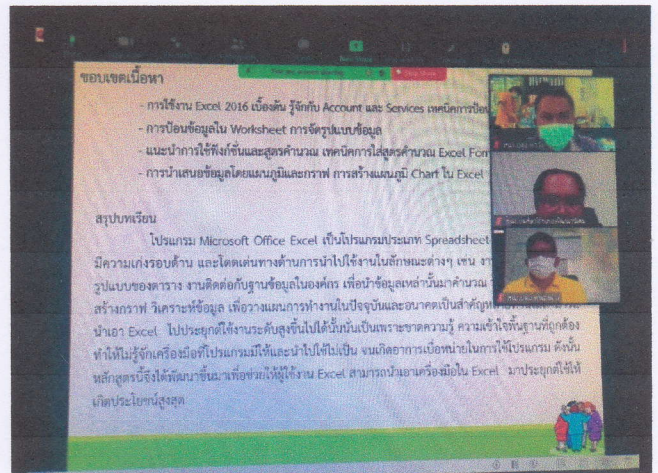 ขอบเขตเนื้อหา
- การใช้งาน Excel 2016 เบื้องต้น รู้จักกับ Account และ Services เทคนิคการป้อน
- การป้อนข้อมูลใน Worksheet การจัดรูปแบบข้อมูล
- แนะนำการใช้ฟังก์ชั่นและสูตรคำนวณ เทคนิคการใส่สูตรคำนวณ Excel For
- การนำเสนอข้อมูลโดยแผนภูมิและกราฟ การสร้างแผนภูมิ Chart ใน Excel
สรุปบทเรียน
โปรแกรม Microsoft Office Excel เป็นโปรแกรมประเภท Spreadsheet
มีความเก่งรอบด้าน และโดดเด่นทางด้านการนำไปใช้งานในลักษณะต่างๆ เช่น งา
รูปแบบของตาราง งานติดต่อกับฐานข้อมูลในองค์กร เพื่อนำข้อมูลเหล่านั้นมาคำนวณ
สร้างกราฟ วิเคราะห์ข้อมูล เพื่อวางแผนการทำงานในปัจจุบันและอนาคตเป็นสำคัญ
นำเอา Excel ไปประยุกต์ใช้งานระดับสูงขึ้นไปได้นั้นนั่นเป็นเพราะขาดความรู้ ความเข้าใจพื้นฐานที่ถูกต้อง
ทำให้ไม่รู้จักเครื่องมือที่โปรแกรมมีให้และนำไปใช้ไม่เป็น จนเกิดอาการเบื่อหน่ายในการใช้โปรแกรม ดังนั้น
หลักสูตรนี้จึงได้พัฒนาขึ้นมาเพื่อช่วยให้ผู้ใช้งาน Excel สามารถนำเอาเครื่องมือใน Excel มาประยุกต์ใช้ให้
เกิดประโยชน์สูงสุด